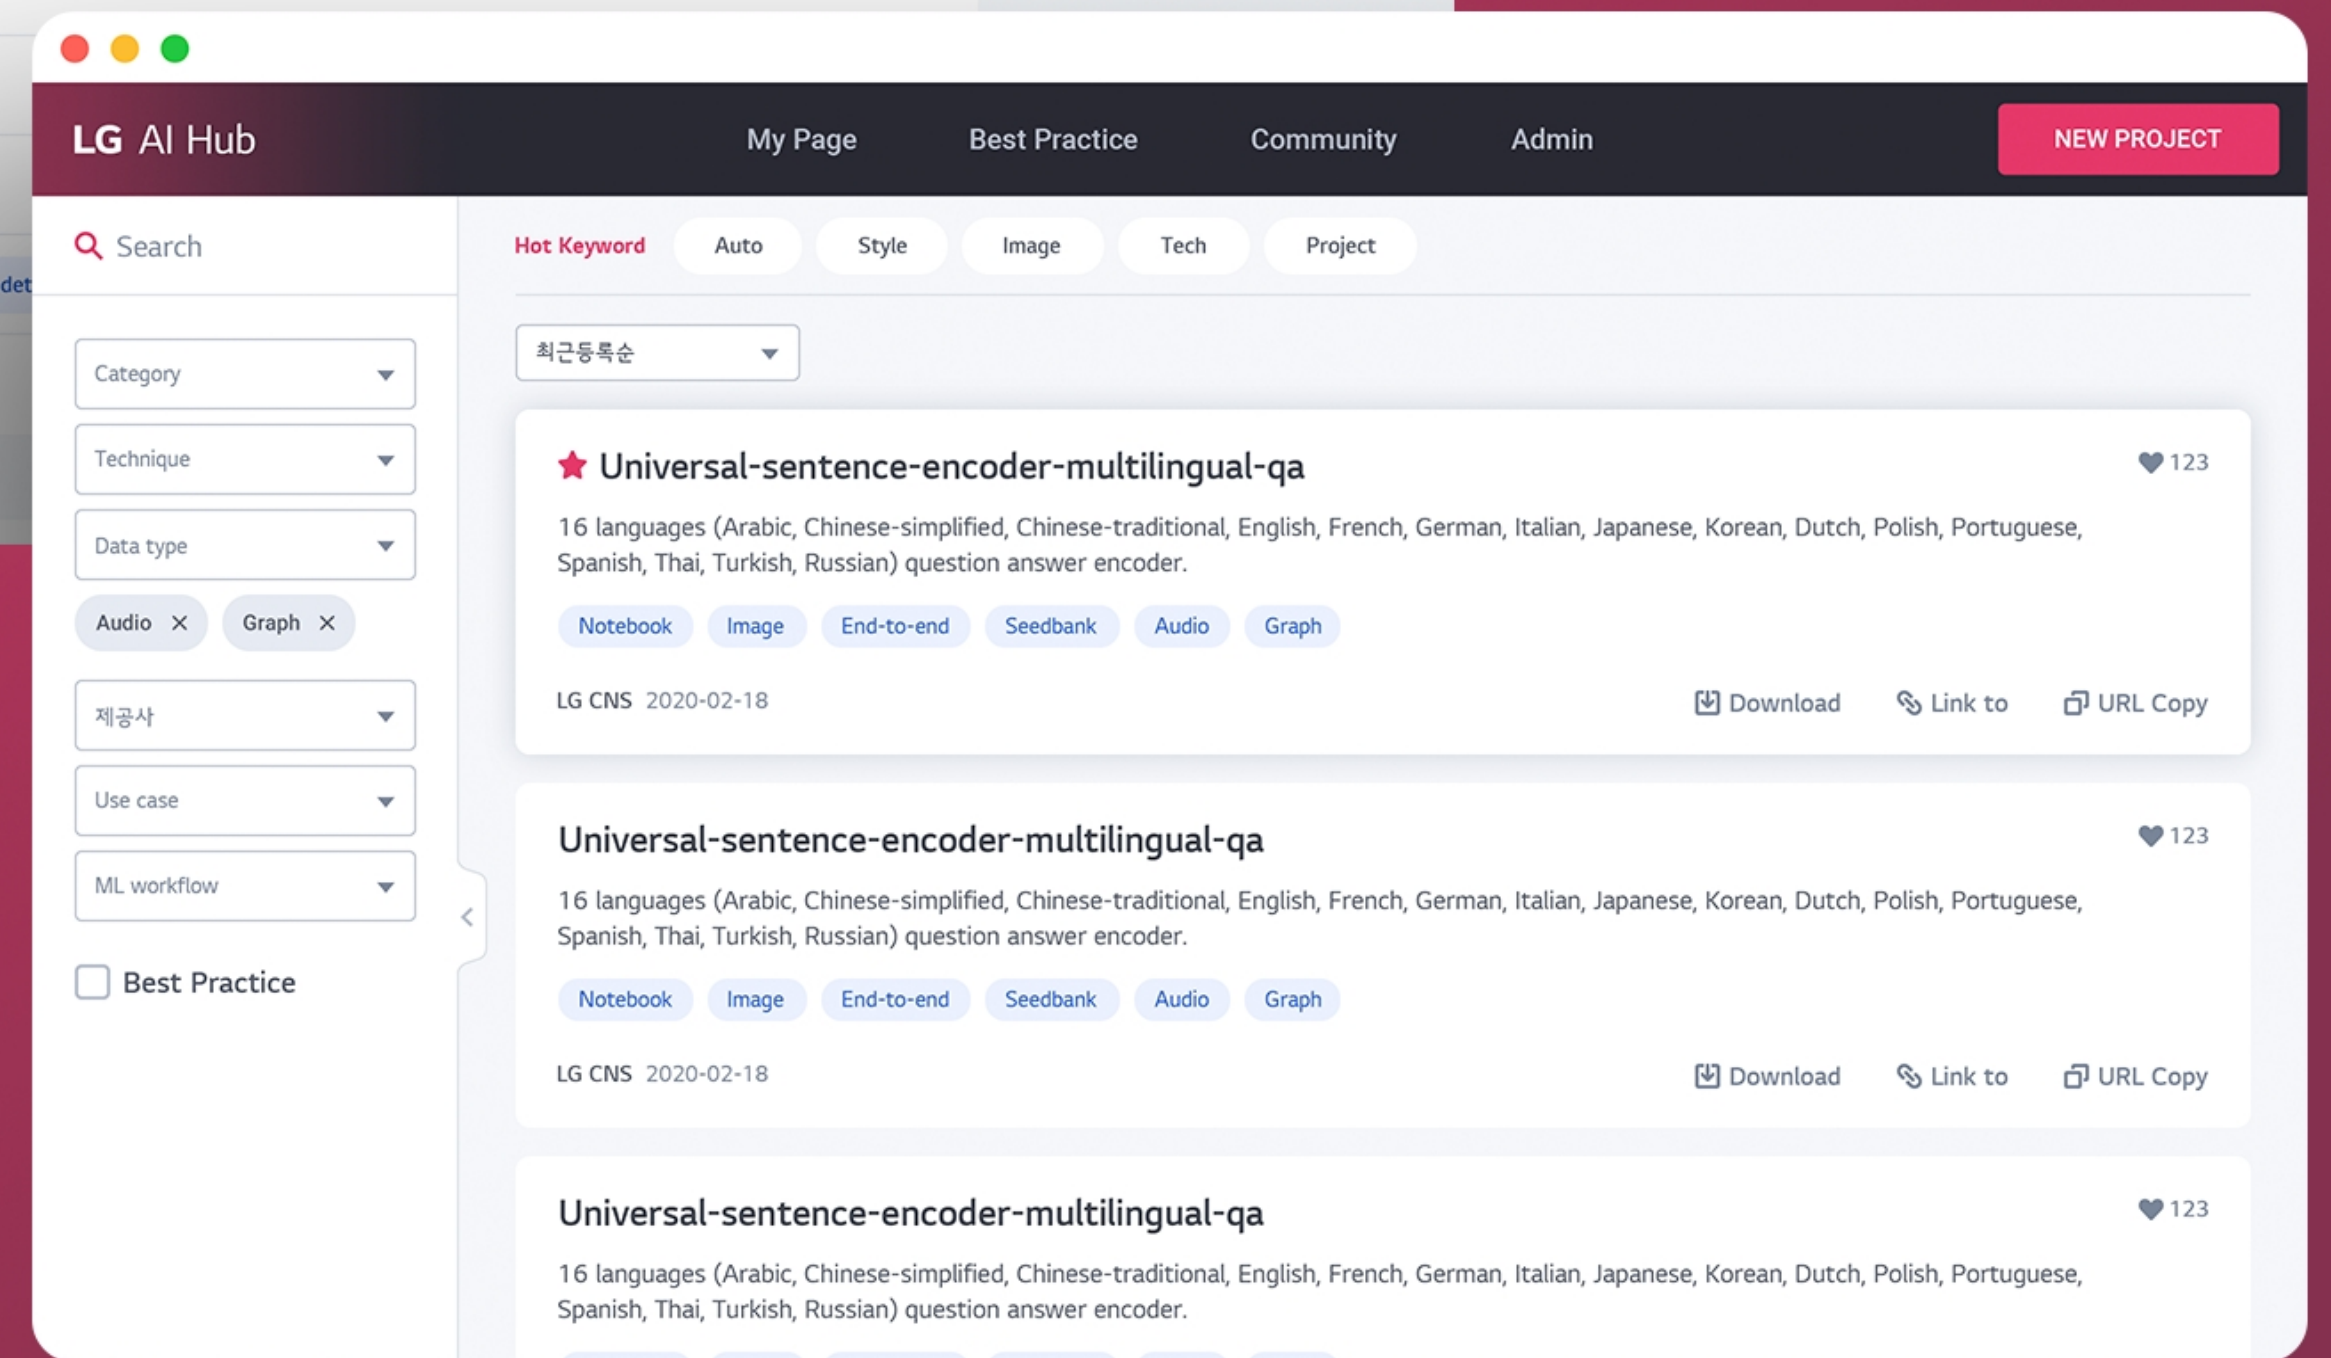 LG AI Hub
My Page
Best Practice
Community
Admin
NEW PROJECT
det
Search
Category
Technique
Data type
Audio
Graph
제공사
Use case
ML workflow
Best Practice
Hot Keyword
Auto
Style
Image
Tech
Project
최근등록순
Universal-sentence-encoder-multilingual-qa
123
16 languages (Arabic, Chinese-simplified, Chinese-traditional, English, French, German, Italian, Japanese, Korean, Dutch, Polish, Portuguese,
Spanish, Thai, Turkish, Russian) question answer encoder.
Notebook
Image
End-to-end
Seedbank
Audio
Graph
LG CNS 2020-02-18
Download
Link to
URL Copy
Universal-sentence-encoder-multilingual-qa
123
16 languages (Arabic, Chinese-simplified, Chinese-traditional, English, French, German, Italian, Japanese, Korean, Dutch, Polish, Portuguese,
Spanish, Thai, Turkish, Russian) question answer encoder.
Notebook
Image
End-to-end
Seedbank
Audio
Graph
LG CNS 2020-02-18
Download
Link to
URL Copy
Universal-sentence-encoder-multilingual-qa
123
16 languages (Arabic, Chinese-simplified, Chinese-traditional, English, French, German, Italian, Japanese, Korean, Dutch, Polish, Portuguese,
Spanish, Thai, Turkish, Russian) question answer encoder.